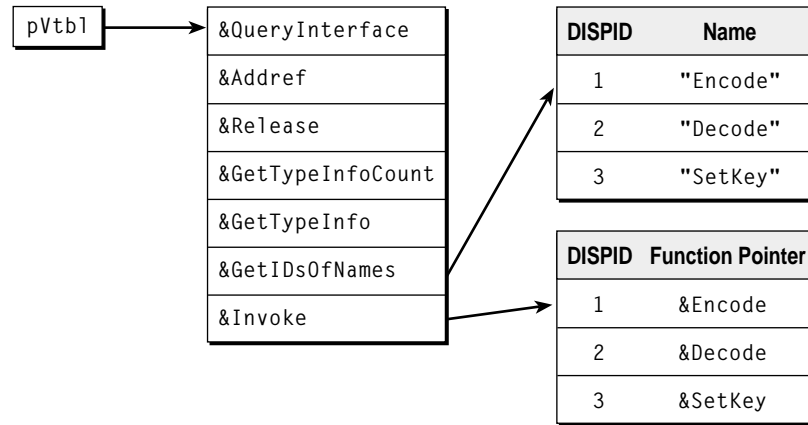 pVtbl
&QueryInterface
&Addref
&Release
&GetTypeInfoCount
&GetTypeInfo
&GetIDsOfNames
&Invoke
DISPID Name
1 "Encode"
2 "Decode"
3 "SetKey"
DISPID Function Pointer
1 &Encode
2 &Decode
3 &SetKey